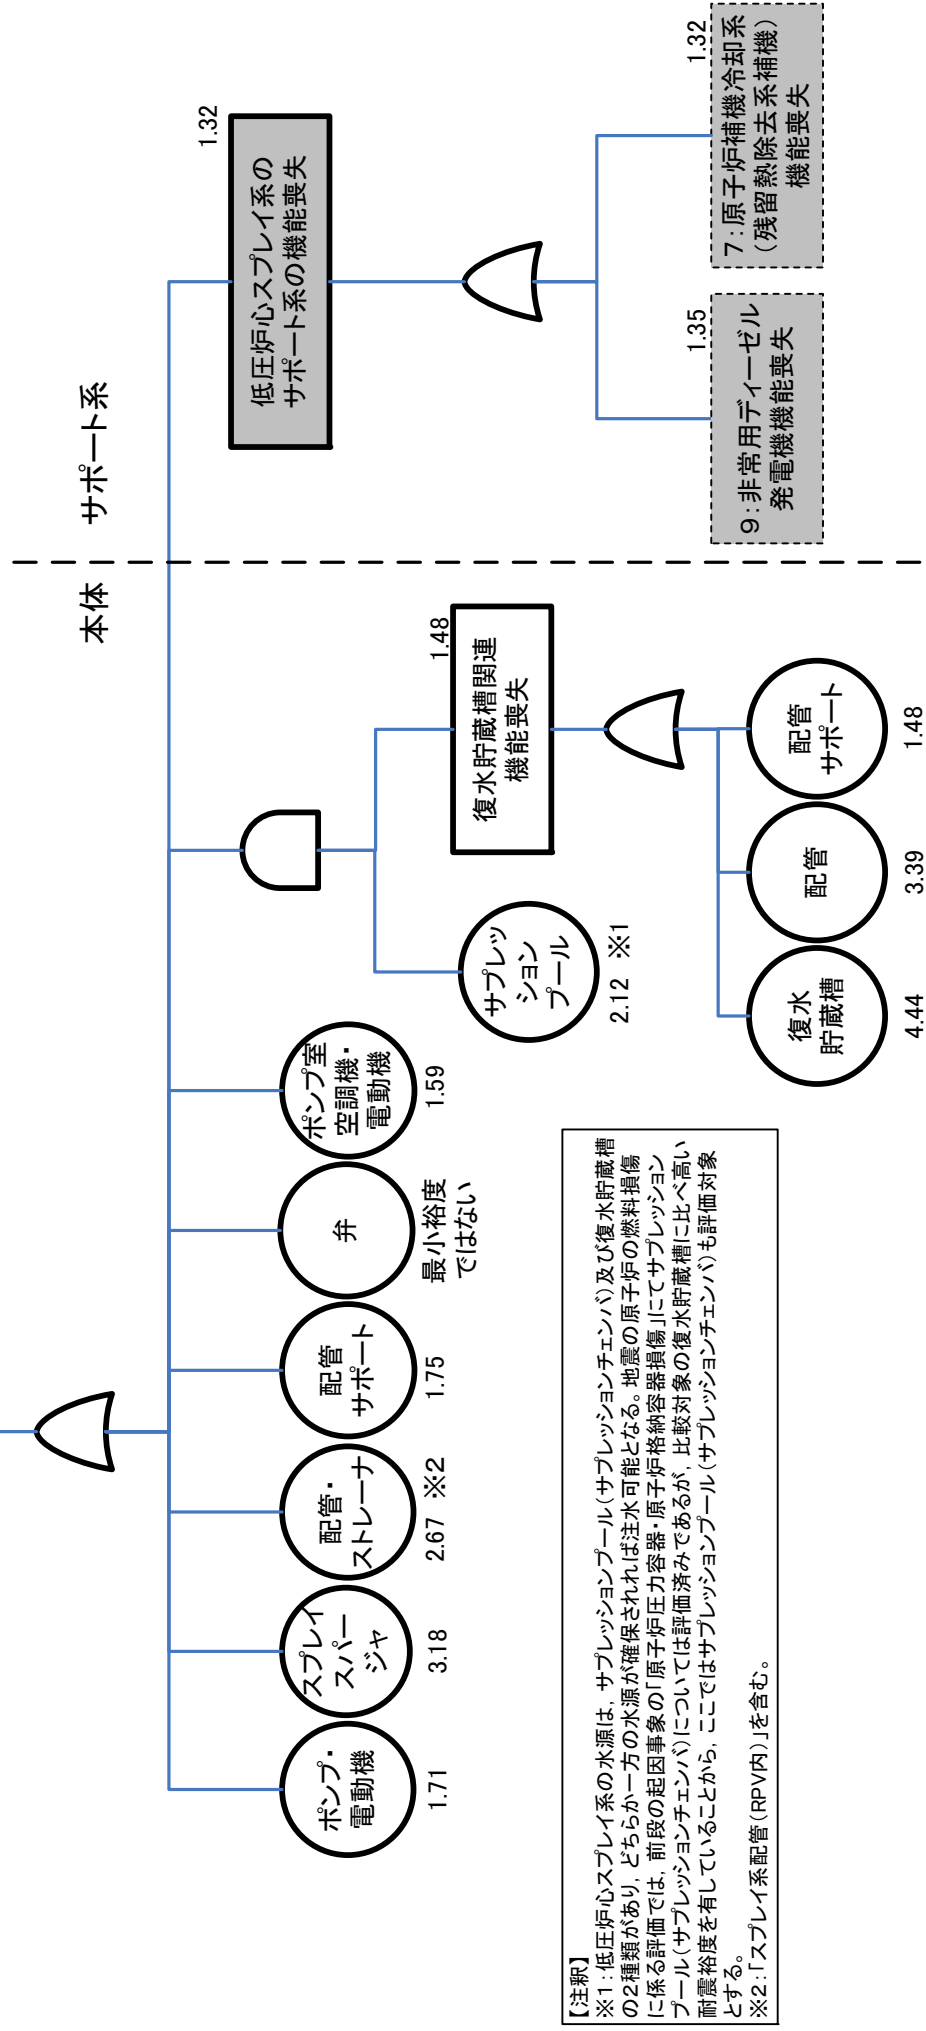 本体
サポート系
ポンプ・
電動機
1.71
スプレイ
スパー
ジャ
3.18
配管・
ストレーナ
2.67 ※2
配管
サポート
1.75
弁
最小裕度
ではない
ポンプ室
空調機・
電動機
1.59
サプレッ
ション
プール
2.12 ※1
1.48
復水貯蔵槽関連
機能喪失
復水
貯蔵槽
4.44
配管
3.39
配管
サポート
1.48
1.32
低圧炉心スプレイ系の
サポート系の機能喪失
1.35
9：非常用ディーゼル
発電機機能喪失
1.32
7：原子炉補機冷却系
（残留熱除去系補機）
機能喪失
【注釈】
※1：低圧炉心スプレイ系の水源は，サプレッションプール（サプレッションチェンバ）及び復水貯蔵槽
の2種類があり，どちらか一方の水源が確保されれば注水可能となる。地震の原子炉の燃料損傷
に係る評価では，前段の起因事象の「原子炉圧力容器・原子炉格納容器損傷」にてサプレッション
プール（サプレッションチェンバ）については評価済みであるが，比較対象の復水貯蔵槽に比べ高い
耐震裕度を有していることから，ここではサプレッションプール（サプレッションチェンバ）も評価対象
とする。
※2：「スプレイ系配管（RPV内）」を含む。